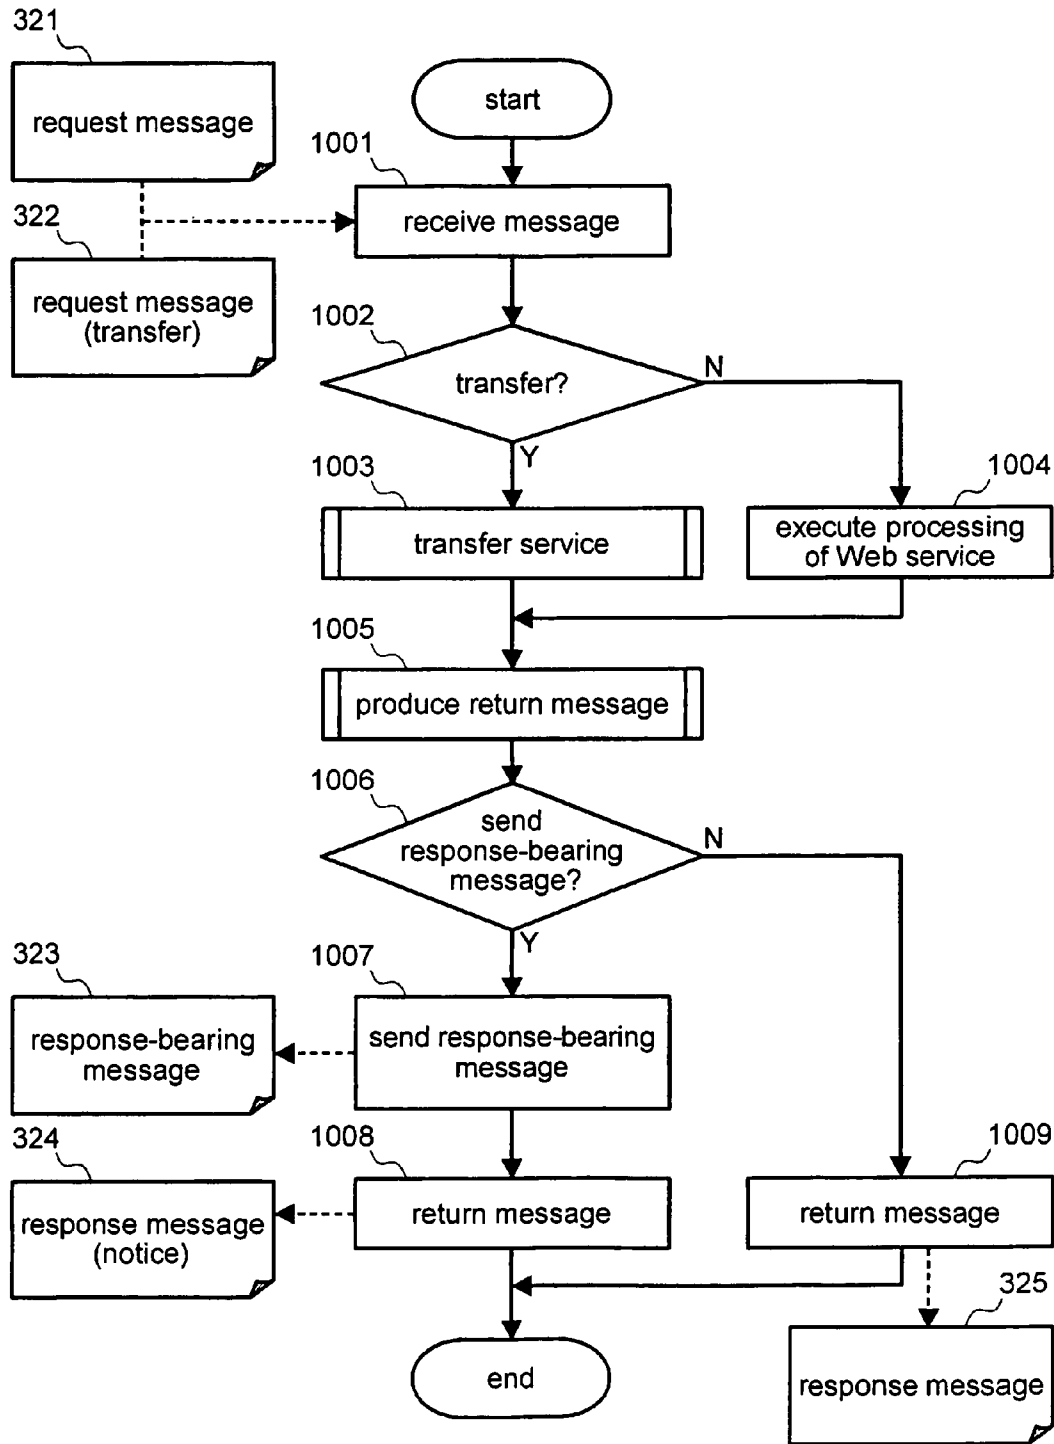 321
request message
start
1001
receive message
322
request message
(transfer)
1002
transfer?
N
Y
1003
transfer service
1004
execute processing
of Web service
1005
produce return message
1006
send
response-bearing
message?
N
Y
323
response-bearing
message
1007
send response-bearing
message
324
response message
(notice)
1008
return message
1009
return message
325
response message
end